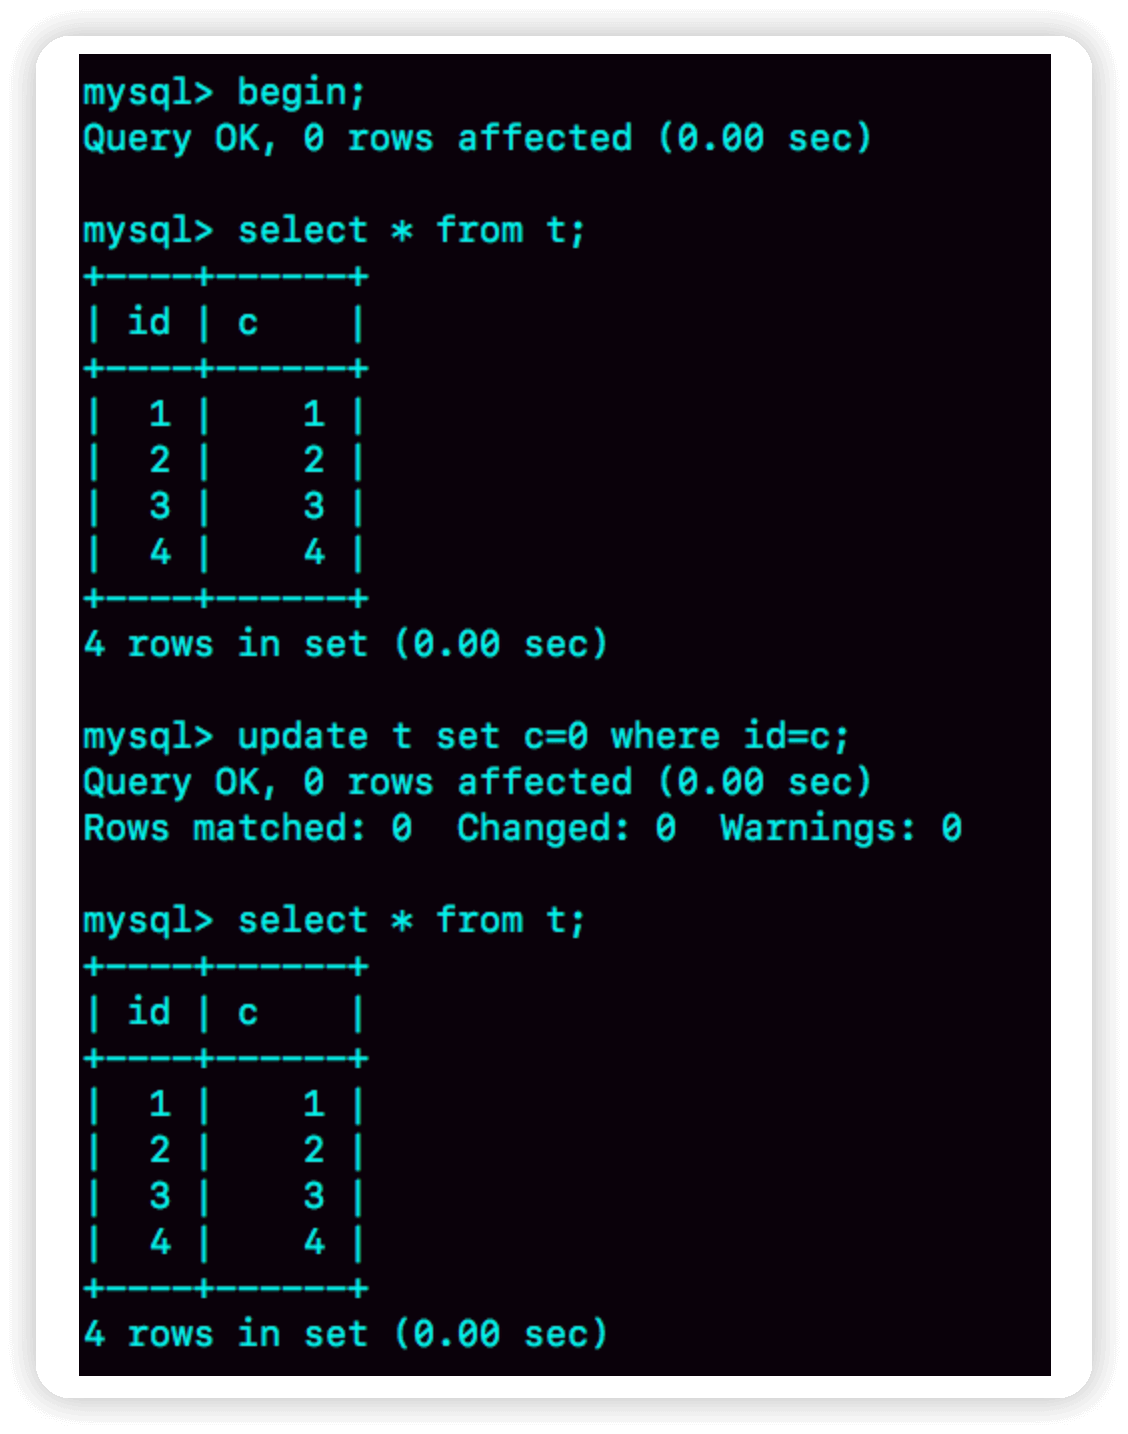 mysql> begin;
Query OK, 0 rows affected (0.00 sec)
mysql> select * from t;
+----+------+
| id | c    |
+----+------+
|  1 |    1 |
|  2 |    2 |
|  3 |    3 |
|  4 |    4 |
+----+------+
4 rows in set (0.00 sec)
mysql> update t set c=0 where id=c;
Query OK, 0 rows affected (0.00 sec)
Rows matched: 0  Changed: 0  Warnings: 0
mysql> select * from t;
+----+------+
| id | c    |
+----+------+
|  1 |    1 |
|  2 |    2 |
|  3 |    3 |
|  4 |    4 |
+----+------+
4 rows in set (0.00 sec)